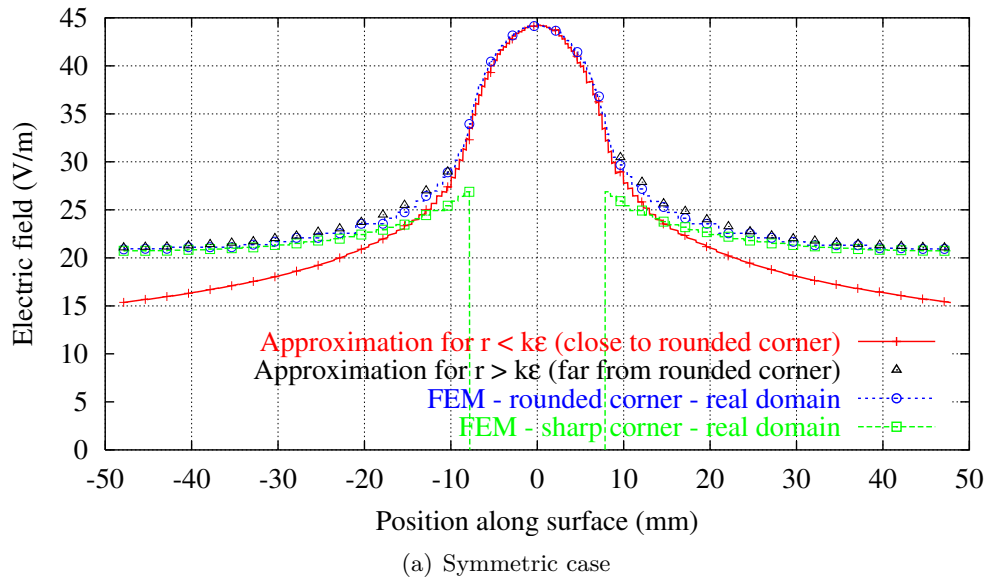 45
40
35
30
25
20
15
10
5
0
Electric field (V/m)
Approximation for r < kε (close to rounded corner)
Approximation for r > kε (far from rounded corner)
FEM - rounded corner - real domain
FEM - sharp corner - real domain
-50 -40 -30 -20 -10 0 10 20 30 40 50
Position along surface (mm)
(a) Symmetric case